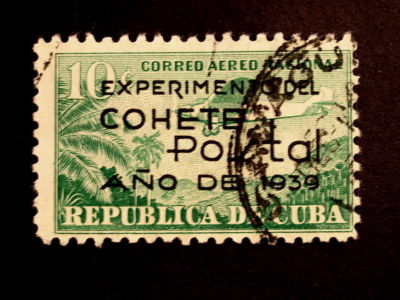 CORREO AEREO NACIONAL
10¢
EXPERIMENTO DEL
COHETE
Postal
AÑO DE 1939
REPUBLICA DE CUBA